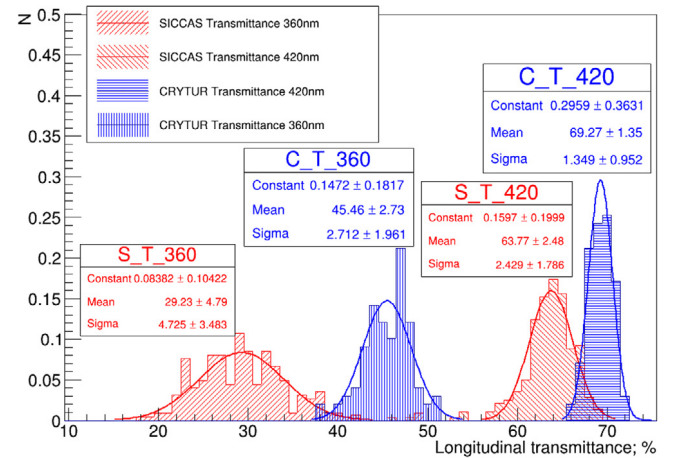 N
0.5
0.45
0.4
0.35
0.3
0.25
0.2
0.15
0.1
0.05
0
SICCAS Transmittance 360nm
SICCAS Transmittance 420nm
CRYTUR Transmittance 420nm
CRYTUR Transmittance 360nm
C_T_420
Constant 0.2959 ± 0.3631
Mean 69.27 ± 1.35
Sigma 1.349 ± 0.952
C_T_360
Constant 0.1472 ± 0.1817
Mean 45.46 ± 2.73
Sigma 2.712 ± 1.961
S_T_420
Constant 0.1597 ± 0.1999
Mean 63.77 ± 2.48
Sigma 2.429 ± 1.786
S_T_360
Constant 0.08382 ± 0.10422
Mean 29.23 ± 4.79
Sigma 4.725 ± 3.483
10 20 30 40 50 60 70
Longitudinal transmittance; %